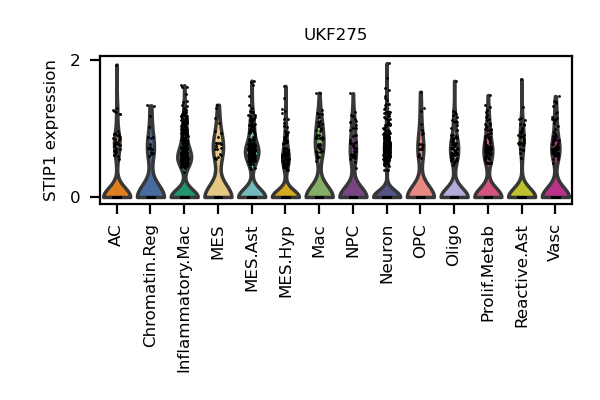 UKF275
STIP1 expression
2
0
AC
Chromatin.Reg
Inflammatory.Mac
MES
MES.Ast
MES.Hyp
Mac
NPC
Neuron
OPC
Oligo
Prolif.Metab
Reactive.Ast
Vasc